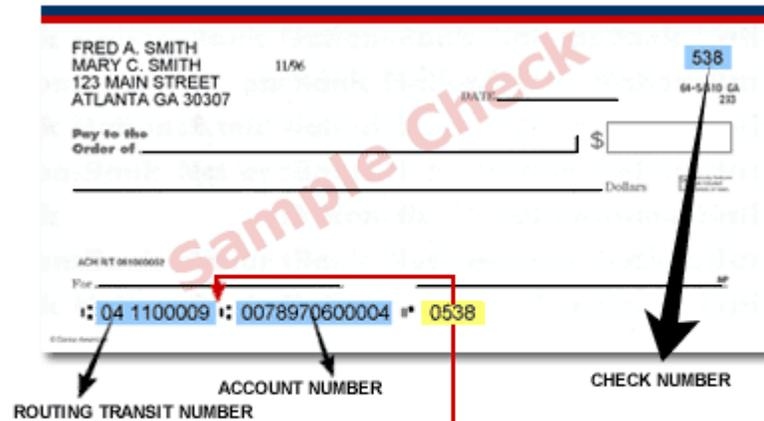 FRED A. SMITH
MARY C. SMITH 11/96
123 MAIN STREET
ATLANTA GA 30307
538
GA
DATE
Sample Check
Pay to the
Order of
$
Dollars
ACH R/T 061000052
For
04 1100009 0078970600004 0538
ACCOUNT NUMBER
CHECK NUMBER
ROUTING TRANSIT NUMBER